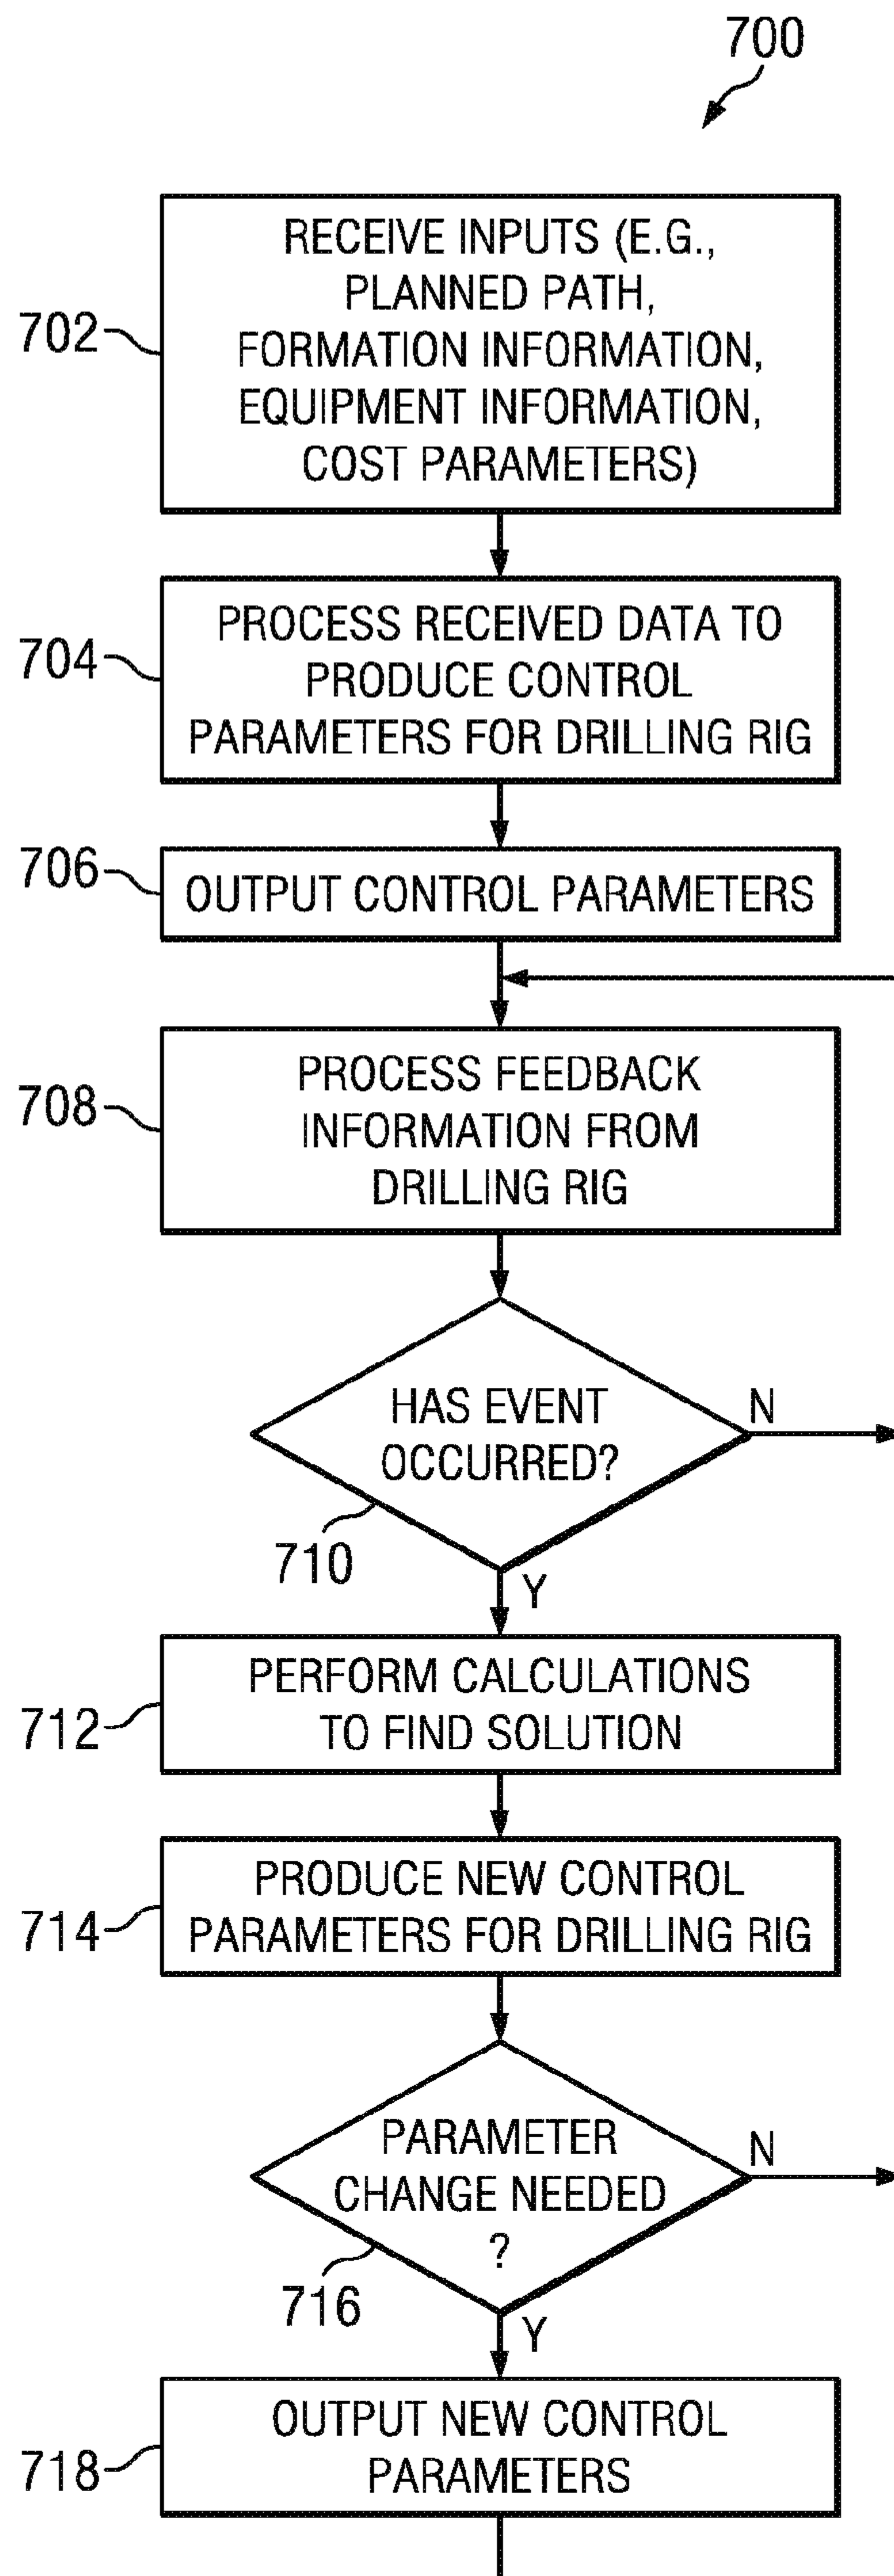 700
702
RECEIVE INPUTS (E.G.,
PLANNED PATH,
FORMATION INFORMATION,
EQUIPMENT INFORMATION,
COST PARAMETERS)
704
PROCESS RECEIVED DATA TO
PRODUCE CONTROL
PARAMETERS FOR DRILLING RIG
706
OUTPUT CONTROL PARAMETERS
708
PROCESS FEEDBACK
INFORMATION FROM
DRILLING RIG
HAS EVENT
OCCURRED?
N
710
Y
712
PERFORM CALCULATIONS
TO FIND SOLUTION
714
PRODUCE NEW CONTROL
PARAMETERS FOR DRILLING RIG
PARAMETER
CHANGE NEEDED
?
N
716
Y
718
OUTPUT NEW CONTROL
PARAMETERS